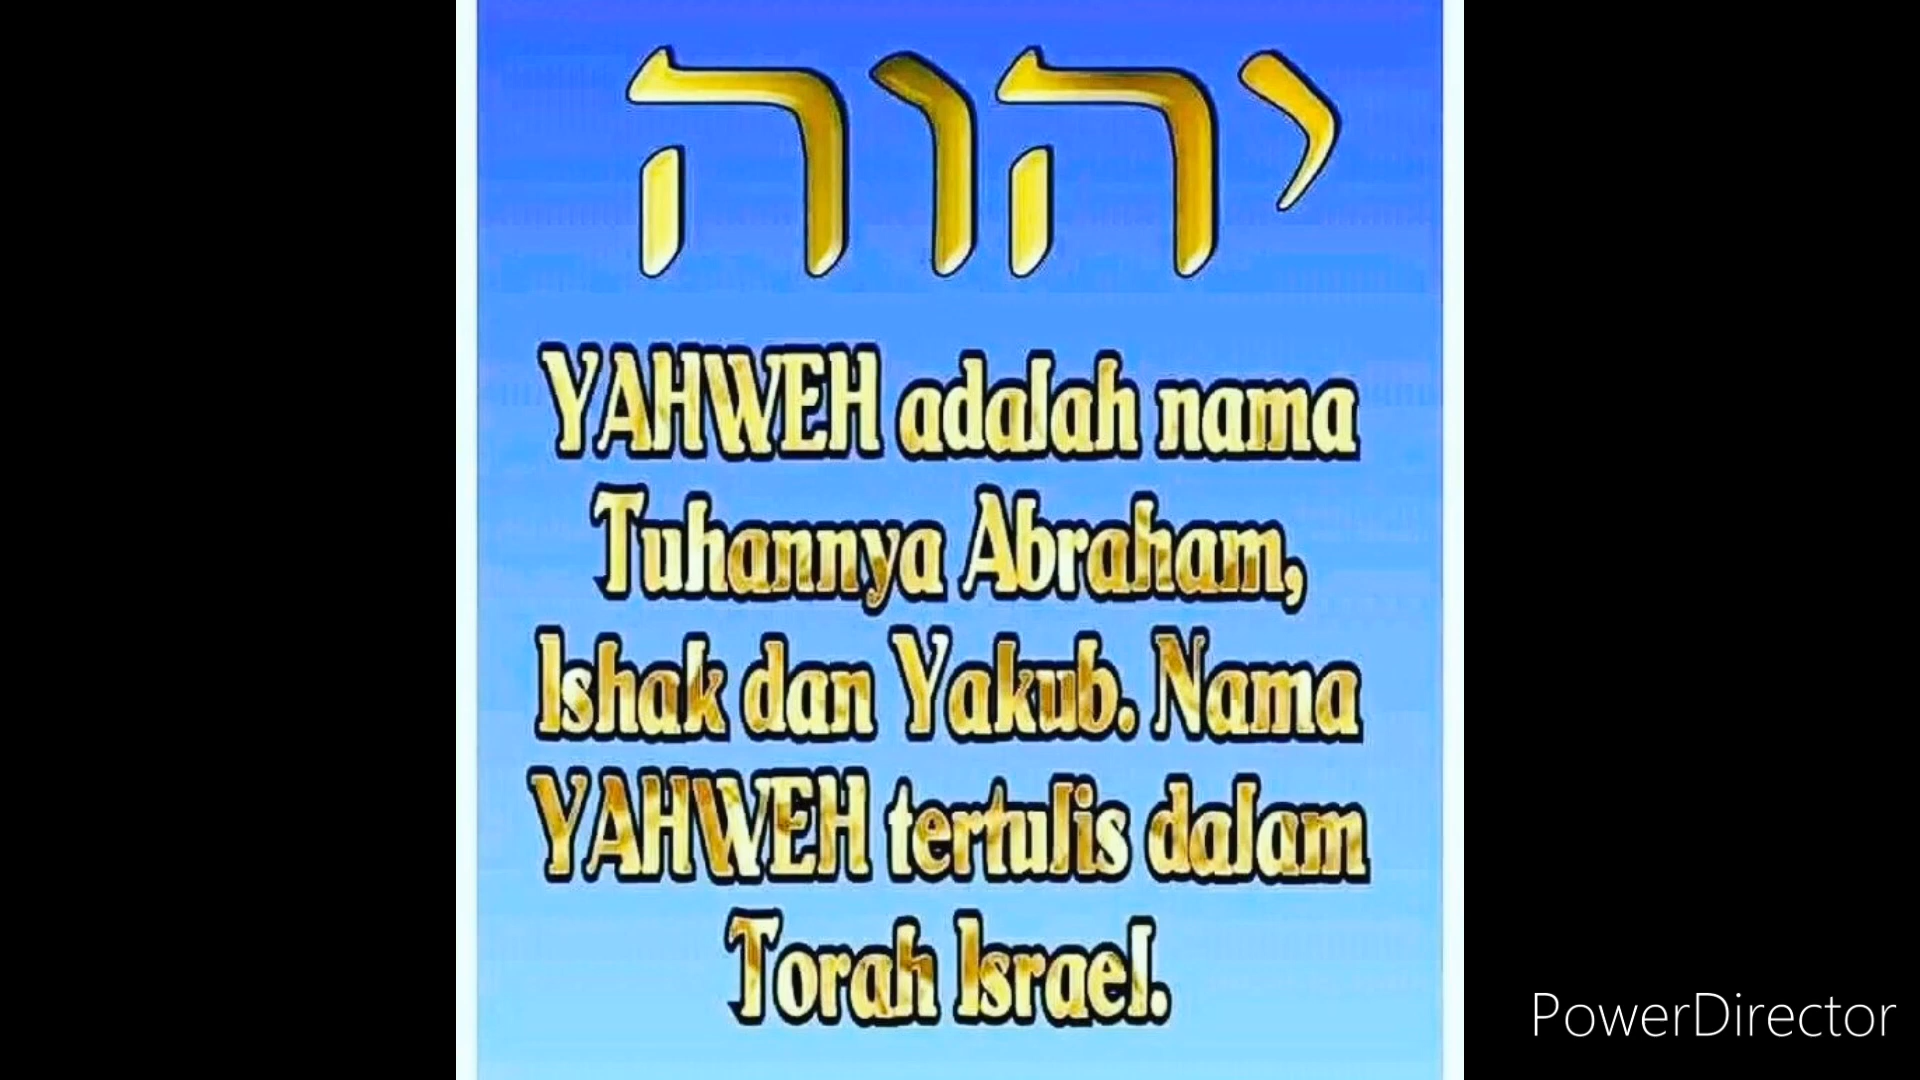 יהוה
YAHWEH adalah nama
Tuhannya Abraham,
Ishak dan Yakub. Nama
YAHWEH tertulis dalam
Torah Israel.
PowerDirector